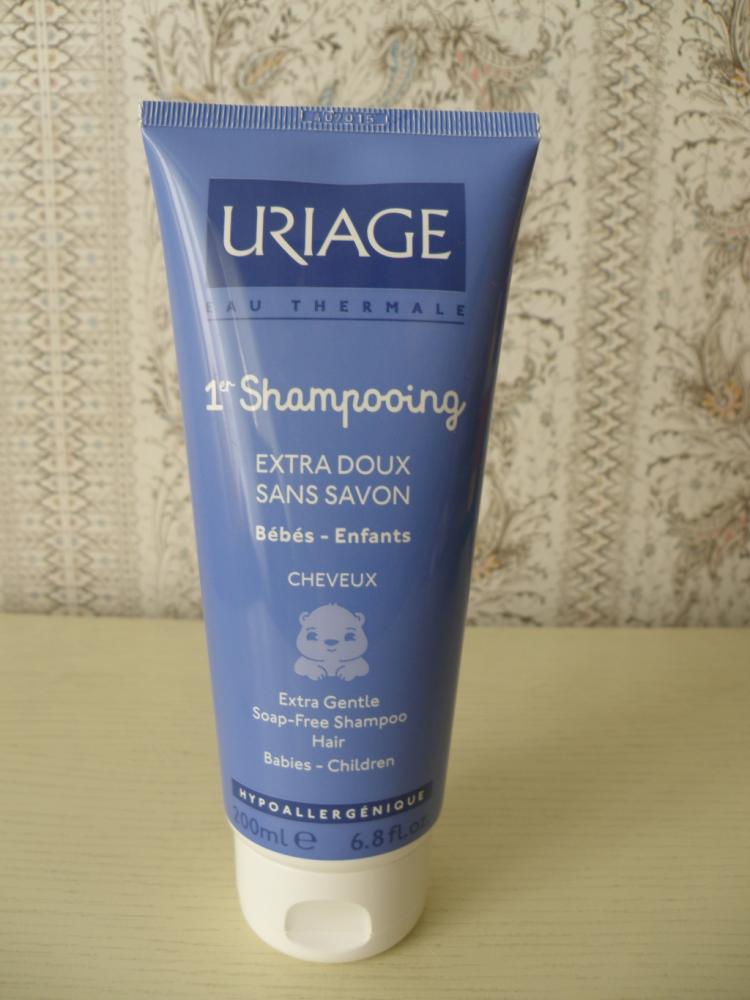 407015
URIAGE
EAU THERMALE
1er Shampooing
EXTRA DOUX
SANS SAVON
Bébés - Enfants
CHEVEUX
Extra Gentle
Soap-Free Shampoo
Hair
Babies - Children
HYPOALLERGÉNIQUE
200ml e 6.8 fl.oz